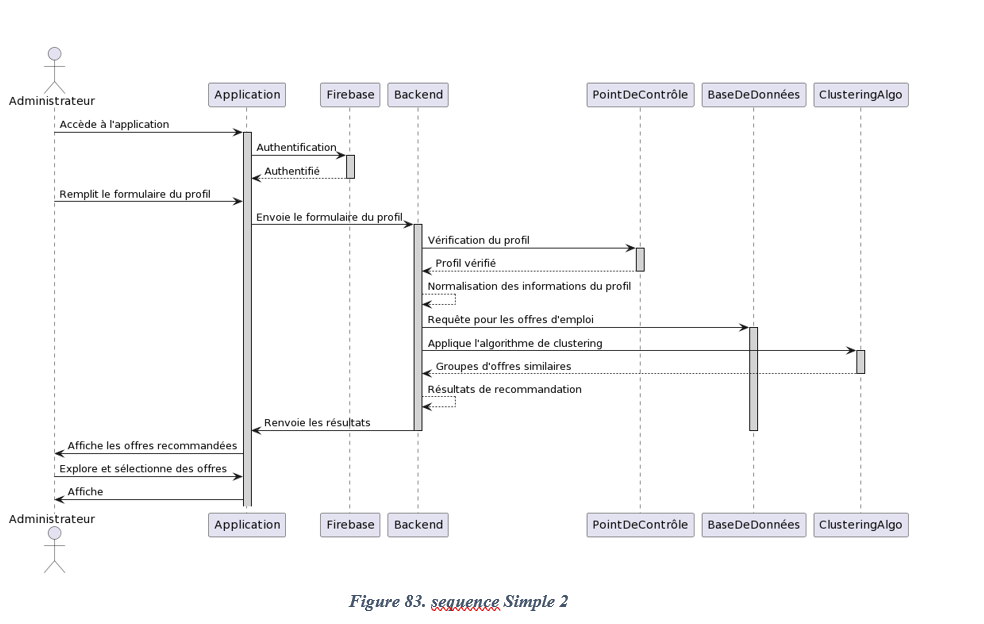 Administrateur
Application
Firebase
Backend
PointDeContrôle
BaseDeDonnées
ClusteringAlgo
Accède à l'application
Authentification
Authentifié
Remplit le formulaire du profil
Envoie le formulaire du profil
Vérification du profil
Profil vérifié
Normalisation des informations du profil
Requête pour les offres d'emploi
Applique l'algorithme de clustering
Groupes d'offres similaires
Résultats de recommandation
Renvoie les résultats
Affiche les offres recommandées
Explore et sélectionne des offres
Affiche
Administrateur
Application
Firebase
Backend
PointDeContrôle
BaseDeDonnées
ClusteringAlgo
Figure 83. sequence Simple 2